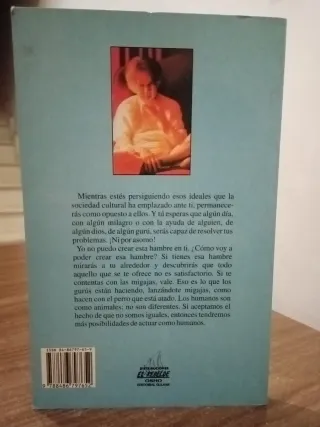 Mientras estés persiguiendo esos ideales que la
sociedad cultural ha emplazado ante ti, permanece-
rás como opuesto a ellos. Y tú esperas que algún día,
con algún milagro o con la ayuda de alguien, de
algún dios, de algún gurú, serás capaz de resolver tus
problemas. ¡Ni por asomo!
Yo no puedo crear esa hambre en ti. ¿Cómo voy a
poder crear esa hambre? Si tienes esa hambre
mirarás a tu alrededor y descubrirás que todo
aquello que se te ofrece no es satisfactorio. Si te
contentas con las migajas, vale. Eso es lo que los
gurús están haciendo, lanzándote migajas, como
hacen con el perro que está atado. Los humanos son
como animales; no son diferentes. Si aceptamos el
hecho de que no somos iguales, entonces tendremos
más posibilidades de actuar como humanos.